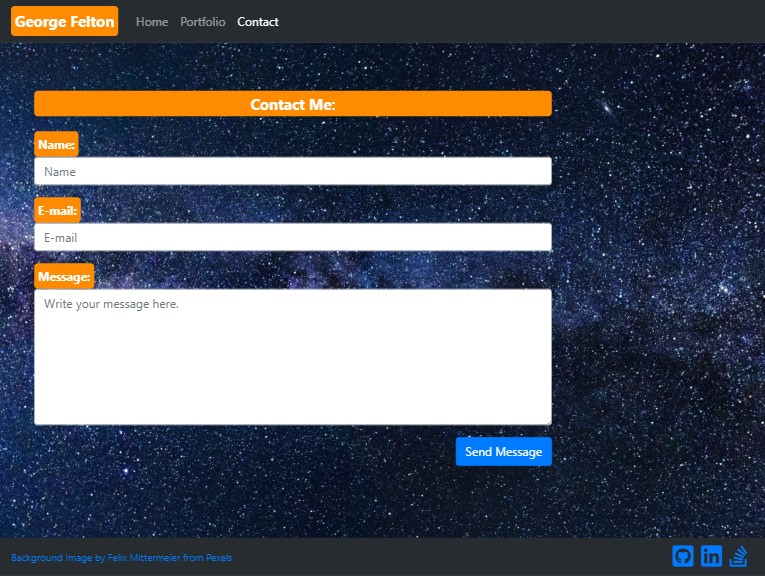 George Felton Home Portfolio Contact
Contact Me:
Name:
Name
E-mail:
E-mail
Message:
Write your message here.
Send Message
Background Image by Felix Mittermeier from Pexels